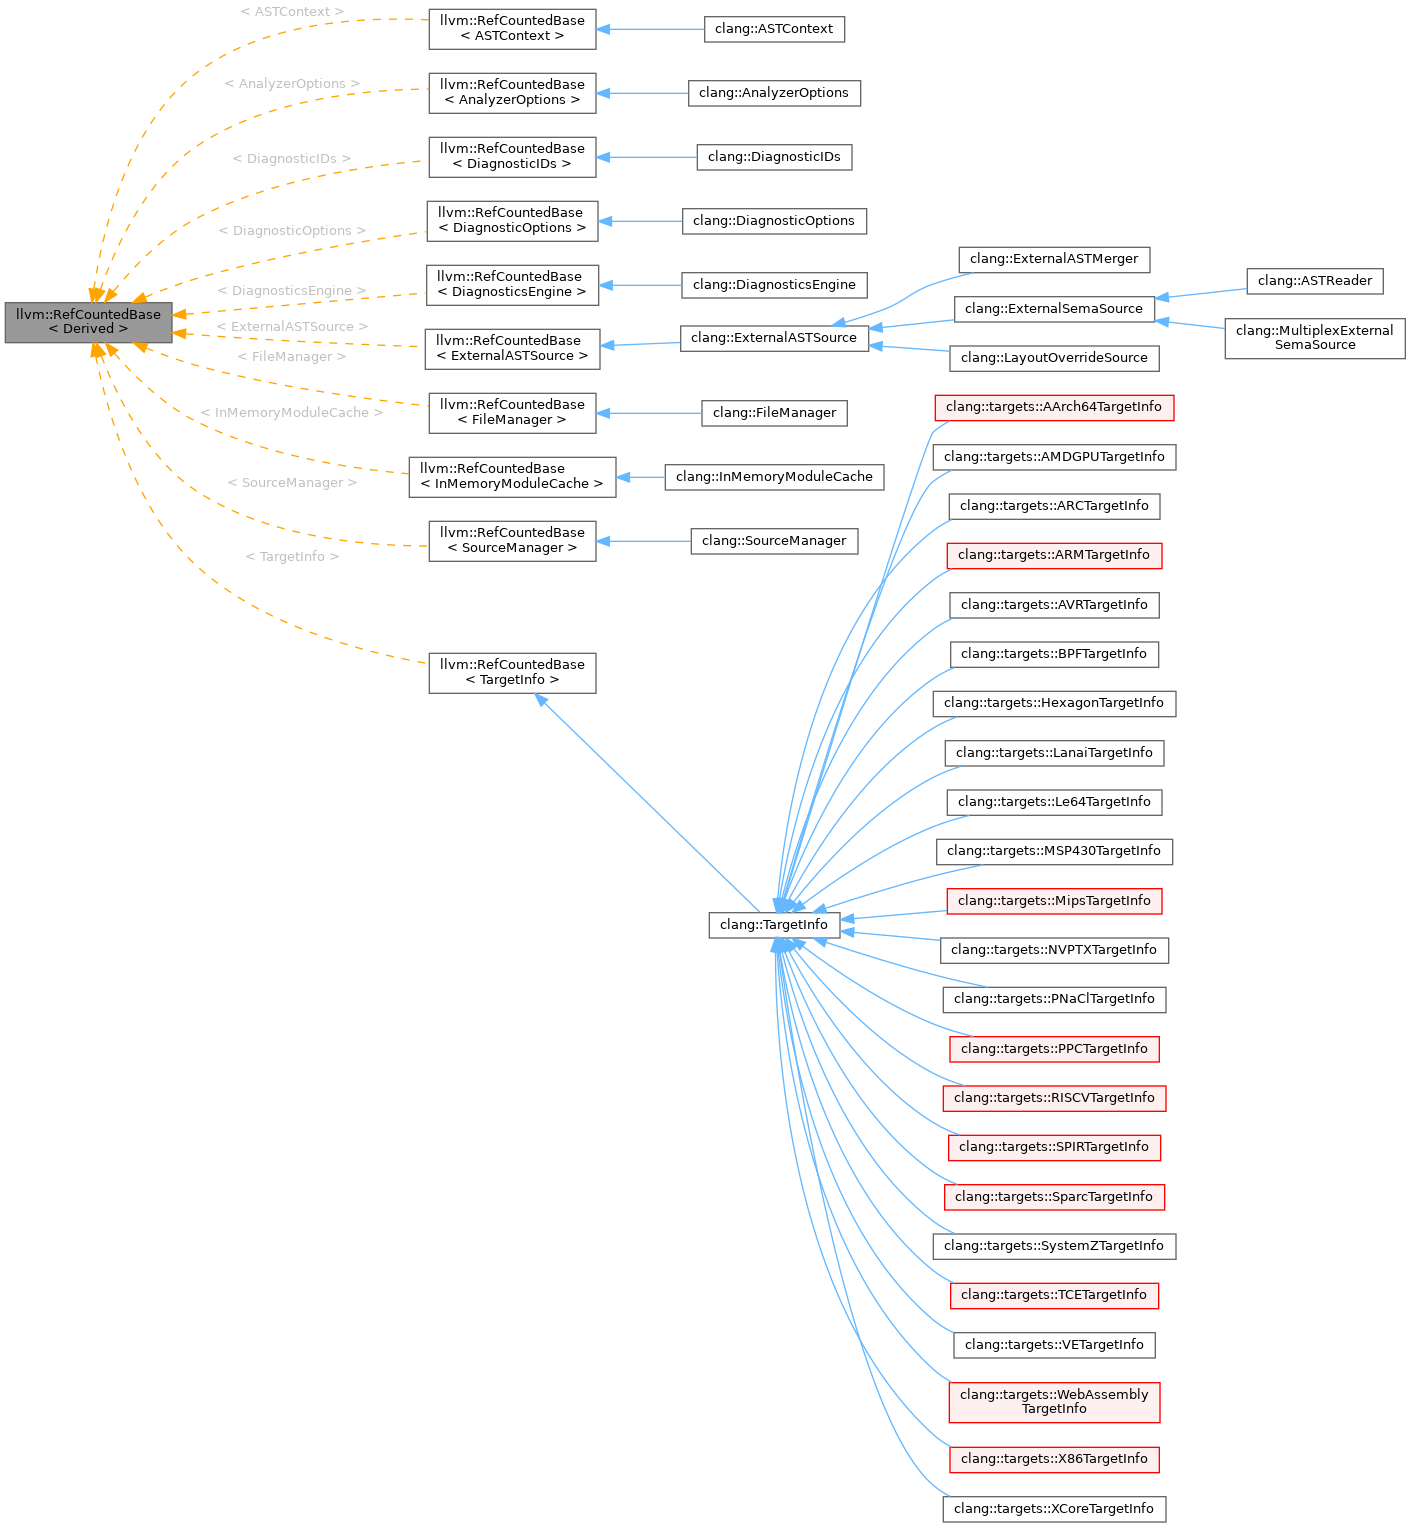 llvm::RefCountedBase
< Derived >
< ASTContext >
< AnalyzerOptions >
< DiagnosticIDs >
< DiagnosticOptions >
< DiagnosticsEngine >
< ExternalASTSource >
< FileManager >
< InMemoryModuleCache >
< SourceManager >
< TargetInfo >
llvm::RefCountedBase
< ASTContext >
llvm::RefCountedBase
< AnalyzerOptions >
llvm::RefCountedBase
< DiagnosticIDs >
llvm::RefCountedBase
< DiagnosticOptions >
llvm::RefCountedBase
< DiagnosticsEngine >
llvm::RefCountedBase
< ExternalASTSource >
llvm::RefCountedBase
< FileManager >
llvm::RefCountedBase
< InMemoryModuleCache >
llvm::RefCountedBase
< SourceManager >
llvm::RefCountedBase
< TargetInfo >
clang::ASTContext
clang::AnalyzerOptions
clang::DiagnosticIDs
clang::DiagnosticOptions
clang::DiagnosticsEngine
clang::ExternalASTSource
clang::FileManager
clang::InMemoryModuleCache
clang::SourceManager
clang::TargetInfo
clang::ExternalASTMerger
clang::ExternalSemaSource
clang::LayoutOverrideSource
clang::ASTReader
clang::MultiplexExternal
SemaSource
clang::targets::AArch64TargetInfo
clang::targets::AMDGPUTargetInfo
clang::targets::ARCTargetInfo
clang::targets::ARMTargetInfo
clang::targets::AVRTargetInfo
clang::targets::BPFTargetInfo
clang::targets::HexagonTargetInfo
clang::targets::LanaiTargetInfo
clang::targets::Le64TargetInfo
clang::targets::MSP430TargetInfo
clang::targets::MipsTargetInfo
clang::targets::NVPTXTargetInfo
clang::targets::PNaClTargetInfo
clang::targets::PPCTargetInfo
clang::targets::RISCVTargetInfo
clang::targets::SPIRTargetInfo
clang::targets::SparcTargetInfo
clang::targets::SystemZTargetInfo
clang::targets::TCETargetInfo
clang::targets::VETargetInfo
clang::targets::WebAssembly
TargetInfo
clang::targets::X86TargetInfo
clang::targets::XCoreTargetInfo